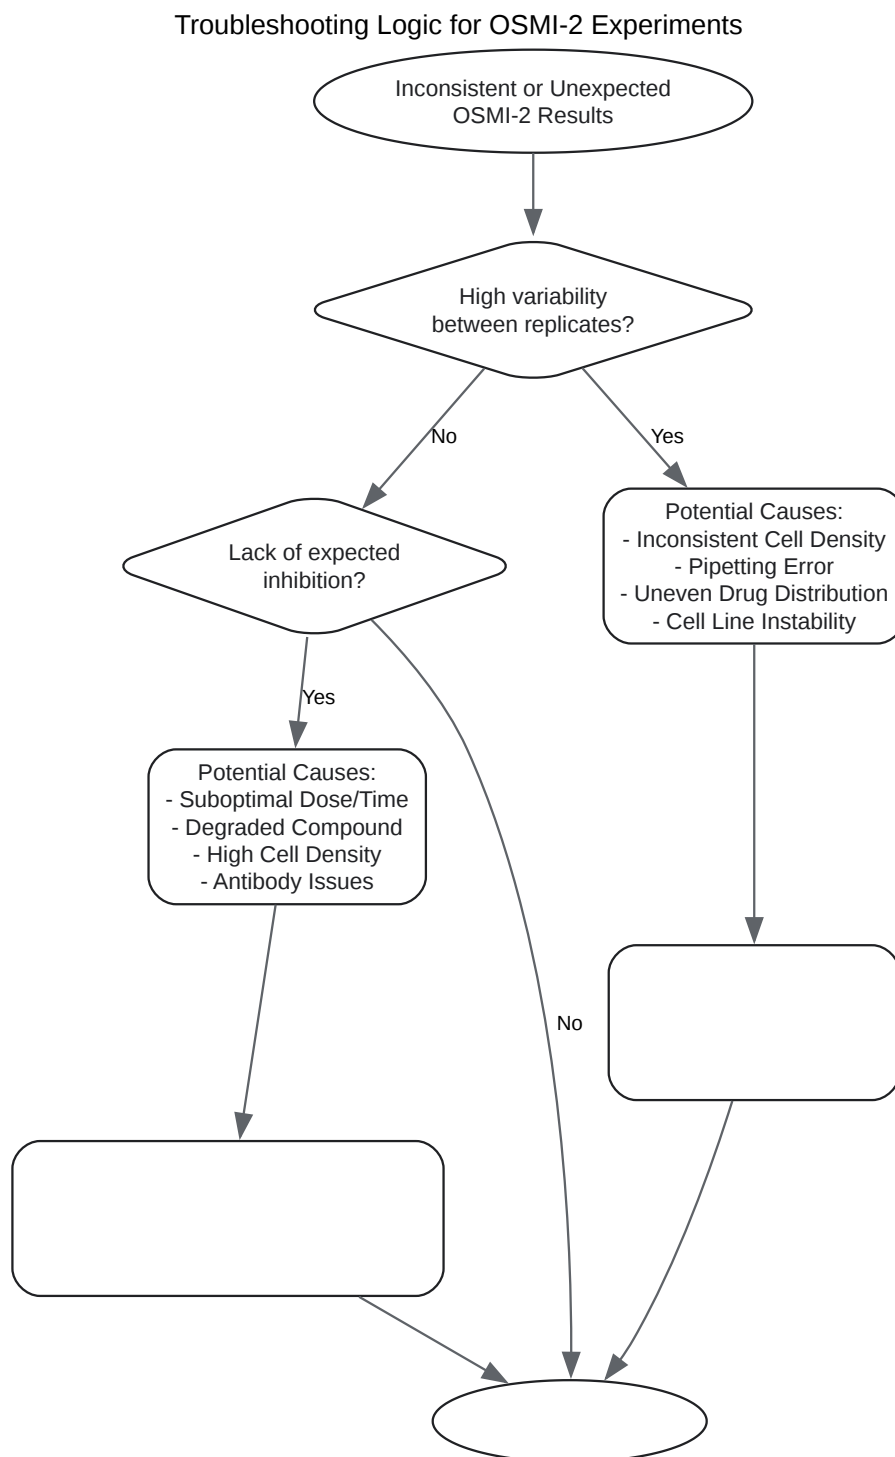 Troubleshooting Logic for OSMI-2 Experiments
Inconsistent or Unexpected
OSMI-2 Results
High variability
between replicates?
No
Yes
Lack of expected
inhibition?
Potential Causes:
- Inconsistent Cell Density
- Pipetting Error
- Uneven Drug Distribution
- Cell Line Instability
Yes
Potential Causes:
- Suboptimal Dose/Time
- Degraded Compound
- High Cell Density
- Antibody Issues
No